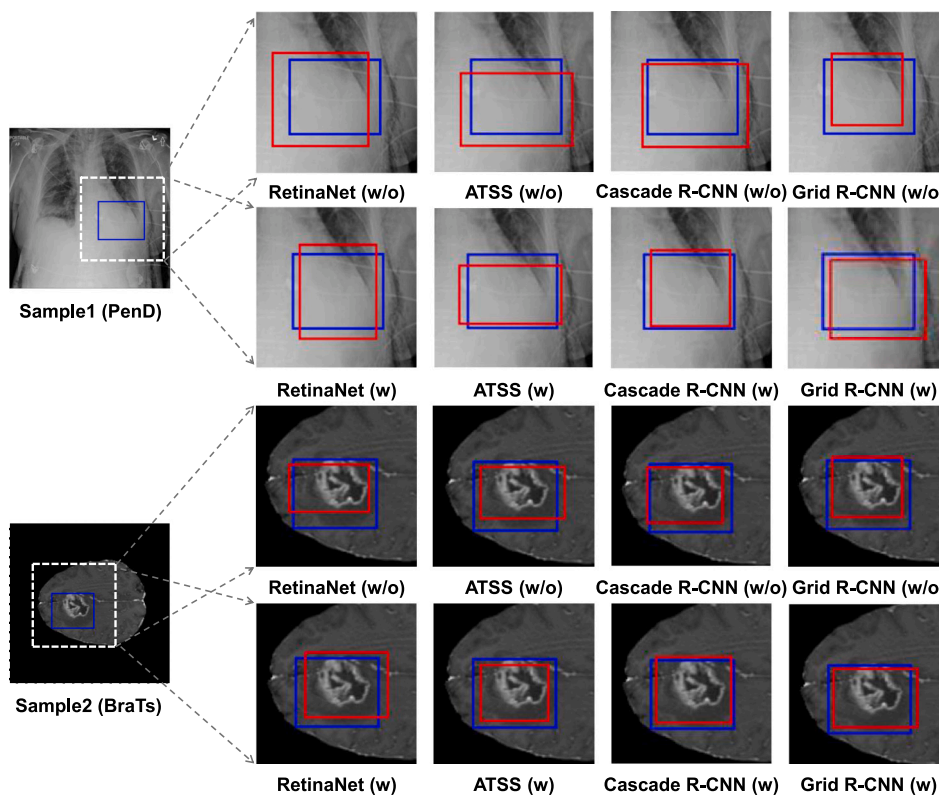 RetinaNet (w/o) ATSS (w/o) Cascade R-CNN (w/o) Grid R-CNN (w/o)
Sample1 (PenD)
RetinaNet (w) ATSS (w) Cascade R-CNN (w) Grid R-CNN (w)
RetinaNet (w/o) ATSS (w/o) Cascade R-CNN (w/o) Grid R-CNN (w/o)
Sample2 (BraTs)
RetinaNet (w) ATSS (w) Cascade R-CNN (w) Grid R-CNN (w)